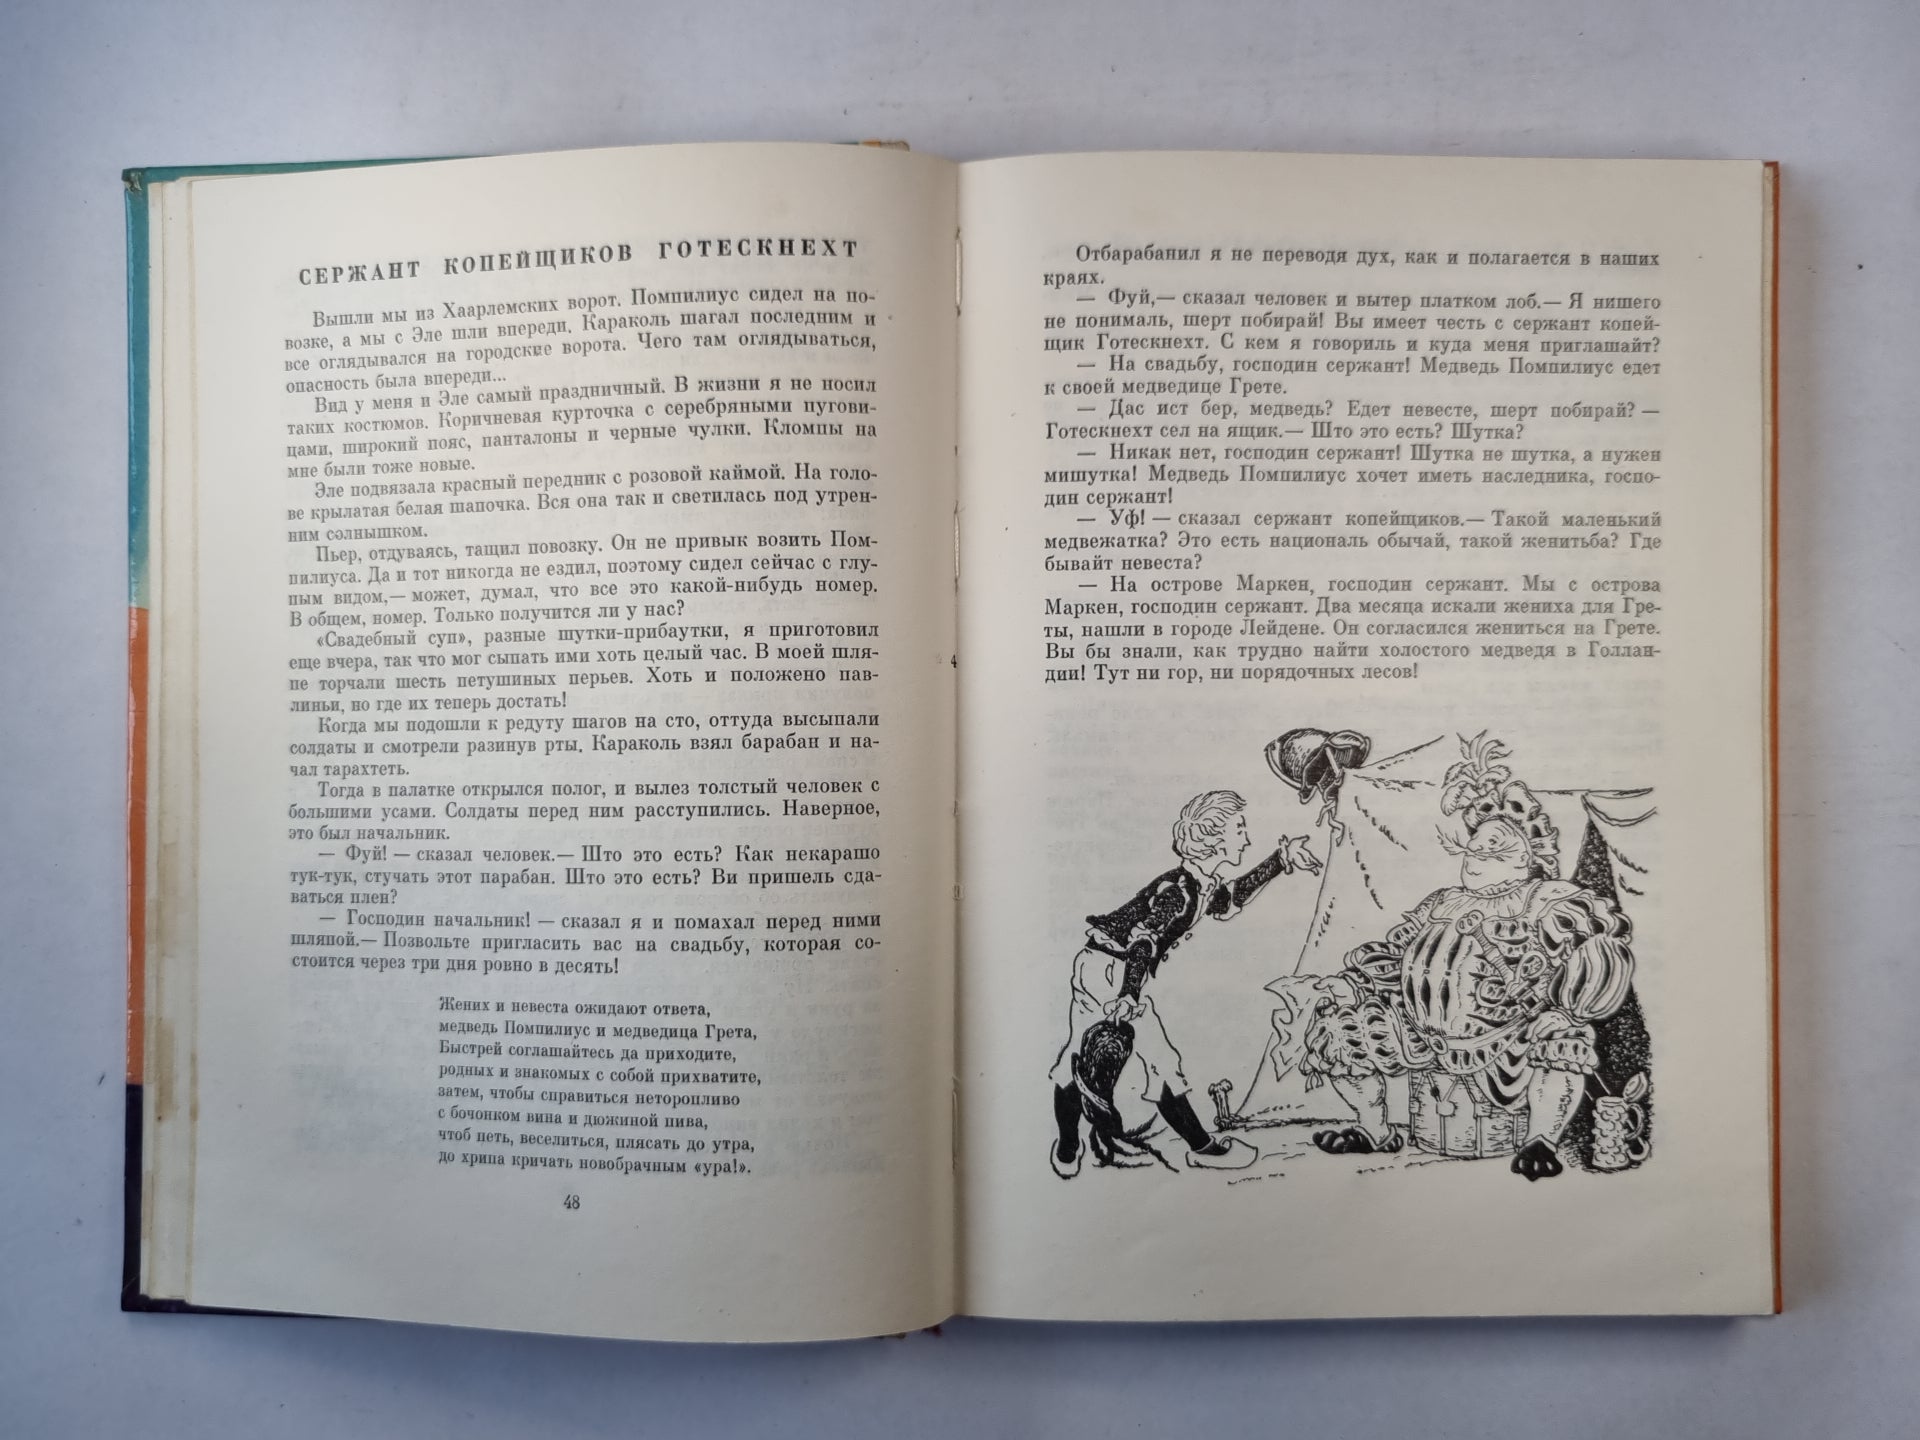 СЕРЖАНТ КОПЕЙЩИКОВ ГОТЕСКНЕХТ
Вышли мы из Хаарлемских ворот. Помпилиус сидел на по-
возке, а мы с Эле шли впереди. Караколь шагал последним и
все оглядывался на городские ворота. Чего там оглядываться,
опасность была впереди...
Вид у меня и Эле самый праздничный. В жизни я не носил
таких костюмов. Коричневая курточка с серебряными пугови-
цами, широкий пояс, панталоны и черные чулки. Кломпы на
мне были тоже новые.
Эле подвязала красный передник с розовой каймой. На голо-
ве крылатая белая шапочка. Вся она так и светилась под утрен-
ним солнышком.
Пьер, отдуваясь, тащил повозку. Он не привык возить Пом-
пилиуса. Да и тот никогда не ездил, поэтому сидел сейчас с глу-
пым видом,— может, думал, что все это какой-нибудь номер.
В общем, номер. Только получится ли у нас?
«Свадебный суп», разные шутки-прибаутки, я приготовил
еще вчера, так что мог сыпать ими хоть целый час. В моей шля-
пе торчали шесть петушиных перьев. Хоть и положено пав-
линьи, но где их теперь достать!
Когда мы подошли к редуту шагов на сто, оттуда высыпали
солдаты и смотрели разинув рты. Караколь взял барабан и на-
чал тарахтеть.
Тогда в палатке открылся полог, и вылез толстый человек с
большими усами. Солдаты перед ним расступились. Наверное,
это был начальник.
— Фуй! — сказал человек.— Што это есть? Как некарашо
тук-тук, стучать этот парабан. Што это есть? Ви пришель сда-
ваться плен?
— Господин начальник! — сказал я и помахал перед ними
шляпой.— Позвольте пригласить вас на свадьбу, которая со-
стоится через три дня ровно в десять!
Жених и невеста ожидают ответа,
медведь Помпилиус и медведица Грета,
Быстрей соглашайтесь да приходите,
родных и знакомых с собой прихватите,
затем, чтобы справиться неторопливо
с бочонком вина и дюжиной пива,
чтоб петь, веселиться, плясать до утра,
до хрипа кричать новобрачным «ура!».
48
4
Отбарабанил я не переводя дух, как и полагается в наших
краях.
— Фуй,— сказал человек и вытер платком лоб.— Я нишего
не понималь, шерт побирай! Вы имеет честь с сержант копей-
щик Готескнехт. С кем я говориль и куда меня приглашайт?
— На свадьбу, господин сержант! Медведь Помпилиус едет
к своей медведице Грете.
— Дас ист бер, медведь? Едет невесте, шерт побирай? —
Готескнехт сел на ящик.— Што это есть? Шутка?
— Никак нет, господин сержант! Шутка не шутка, а нужен
мишутка! Медведь Помпилиус хочет иметь наследника, госпо-
дин сержант!
— Уф! — сказал сержант копейщиков.— Такой маленький
медвежатка? Это есть националь обычай, такой женитьба? Где
бывайт невеста?
— На острове Маркен, господин сержант. Мы с острова
Маркен, господин сержант. Два месяца искали жениха для Гре-
ты, нашли в городе Лейдене. Он согласился жениться на Грете.
Вы бы знали, как трудно найти холостого медведя в Голлан-
дии! Тут ни гор, ни порядочных лесов!